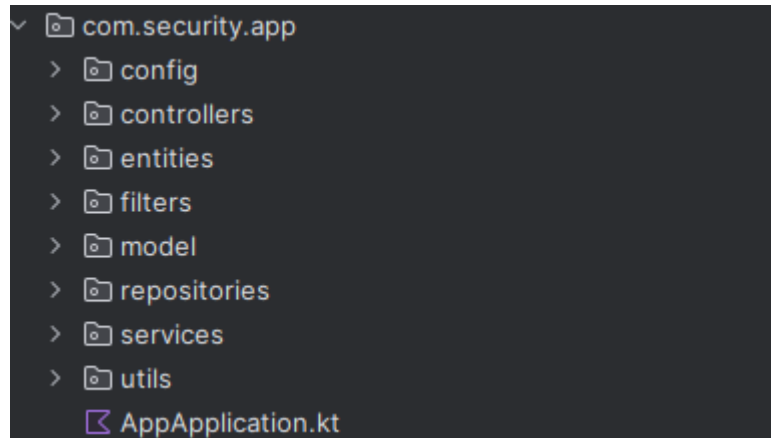 com.security.app
config
controllers
entities
filters
model
repositories
services
utils
AppApplication.kt